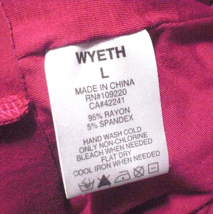 WYETH
L
MADE IN CHINA
RN#109220
CA#42241
95% RAYON
5% SPANDEX
HAND WASH COLD
ONLY NON-CHLORINE
BLEACH WHEN NEEDED
FLAT DRY
COOL IRON WHEN NEEDED